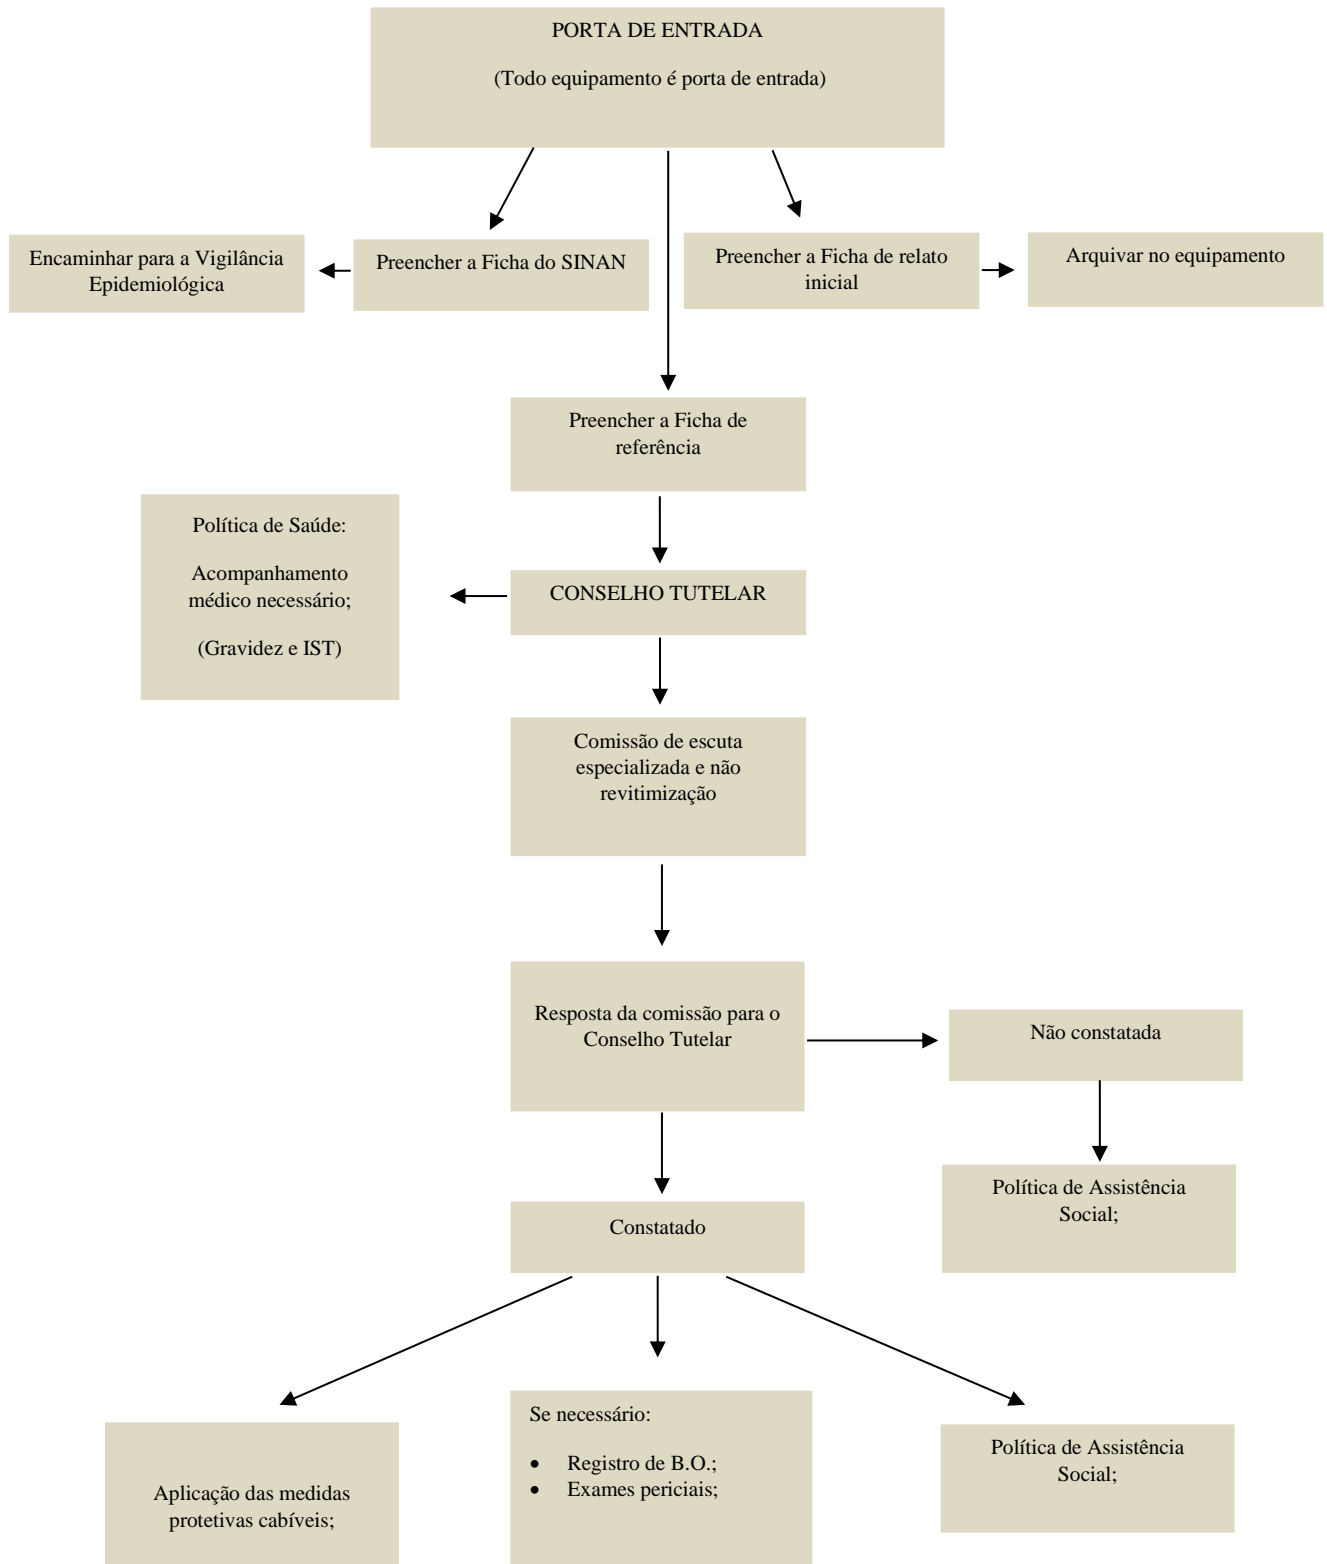 PORTA DE ENTRADA
(Todo equipamento é porta de entrada)
Encaminhar para a Vigilância
Epidemiológica
Preencher a Ficha do SINAN
Preencher a Ficha de relato
inicial
Arquivar no equipamento
Preencher a Ficha de
referência
Política de Saúde:
Acompanhamento
médico necessário;
(Gravidez e IST)
CONSELHO TUTELAR
Comissão de escuta
especializada e não
revitimização
Resposta da comissão para o
Conselho Tutelar
Não constatada
Política de Assistência
Social;
Constatado
Aplicação das medidas
protetivas cabíveis;
Se necessário:
• Registro de B.O.;
• Exames periciais;
Política de Assistência
Social;